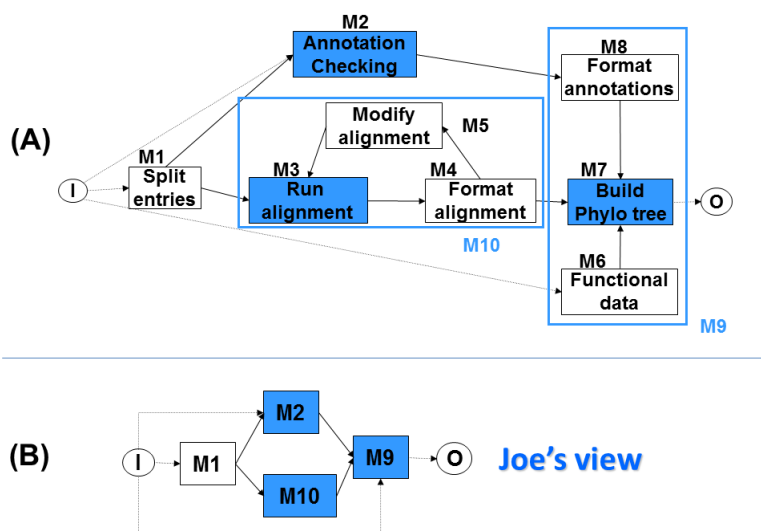 M2
Annotation
Checking
M8
Format
annotations
(A)
Modify
alignment
M5
M1
Split
entries
M3
Run
alignment
M4
Format
alignment
M7
Build
Phylo tree
I
O
M10
M6
Functional
data
M9
(B)
I
M1
M2
M10
M9
O
Joe's view